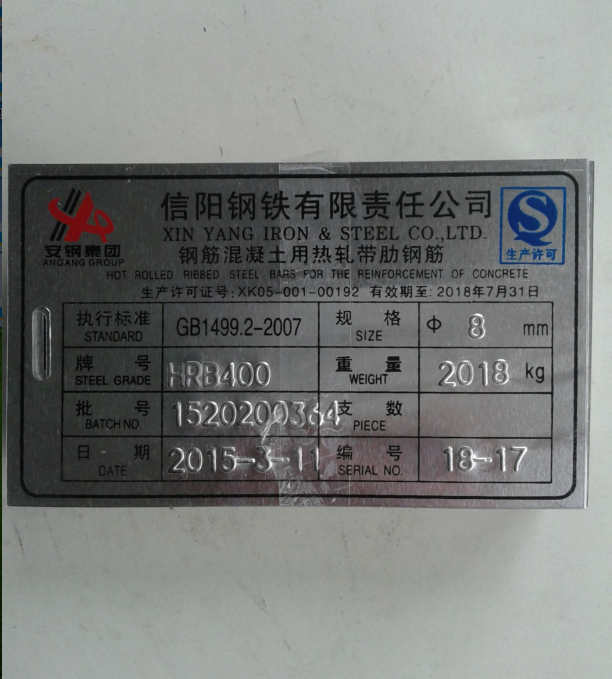 信阳钢铁有限责任公司
XIN YANG IRON & STEEL CO.,LTD.
安钢集团
ANGANG GROUP
生产许可
钢筋混凝土用热轧带肋钢筋
HOT ROLLED RIBBED STEEL BARS FOR THE REINFORCEMENT OF CONCRETE
生产许可证号:XK05-001-00192 有效期至:2018年7月31日
执行标准 GB1499.2-2007 规格 Φ 8 mm
STANDARD SIZE
牌号 HRB400 重量 2018 kg
STEEL GRADE WEIGHT
批号 1520200364 支数
BATCH NO. PIECE
日期 2015-3-11 编号 18-17
DATE SERIAL NO.